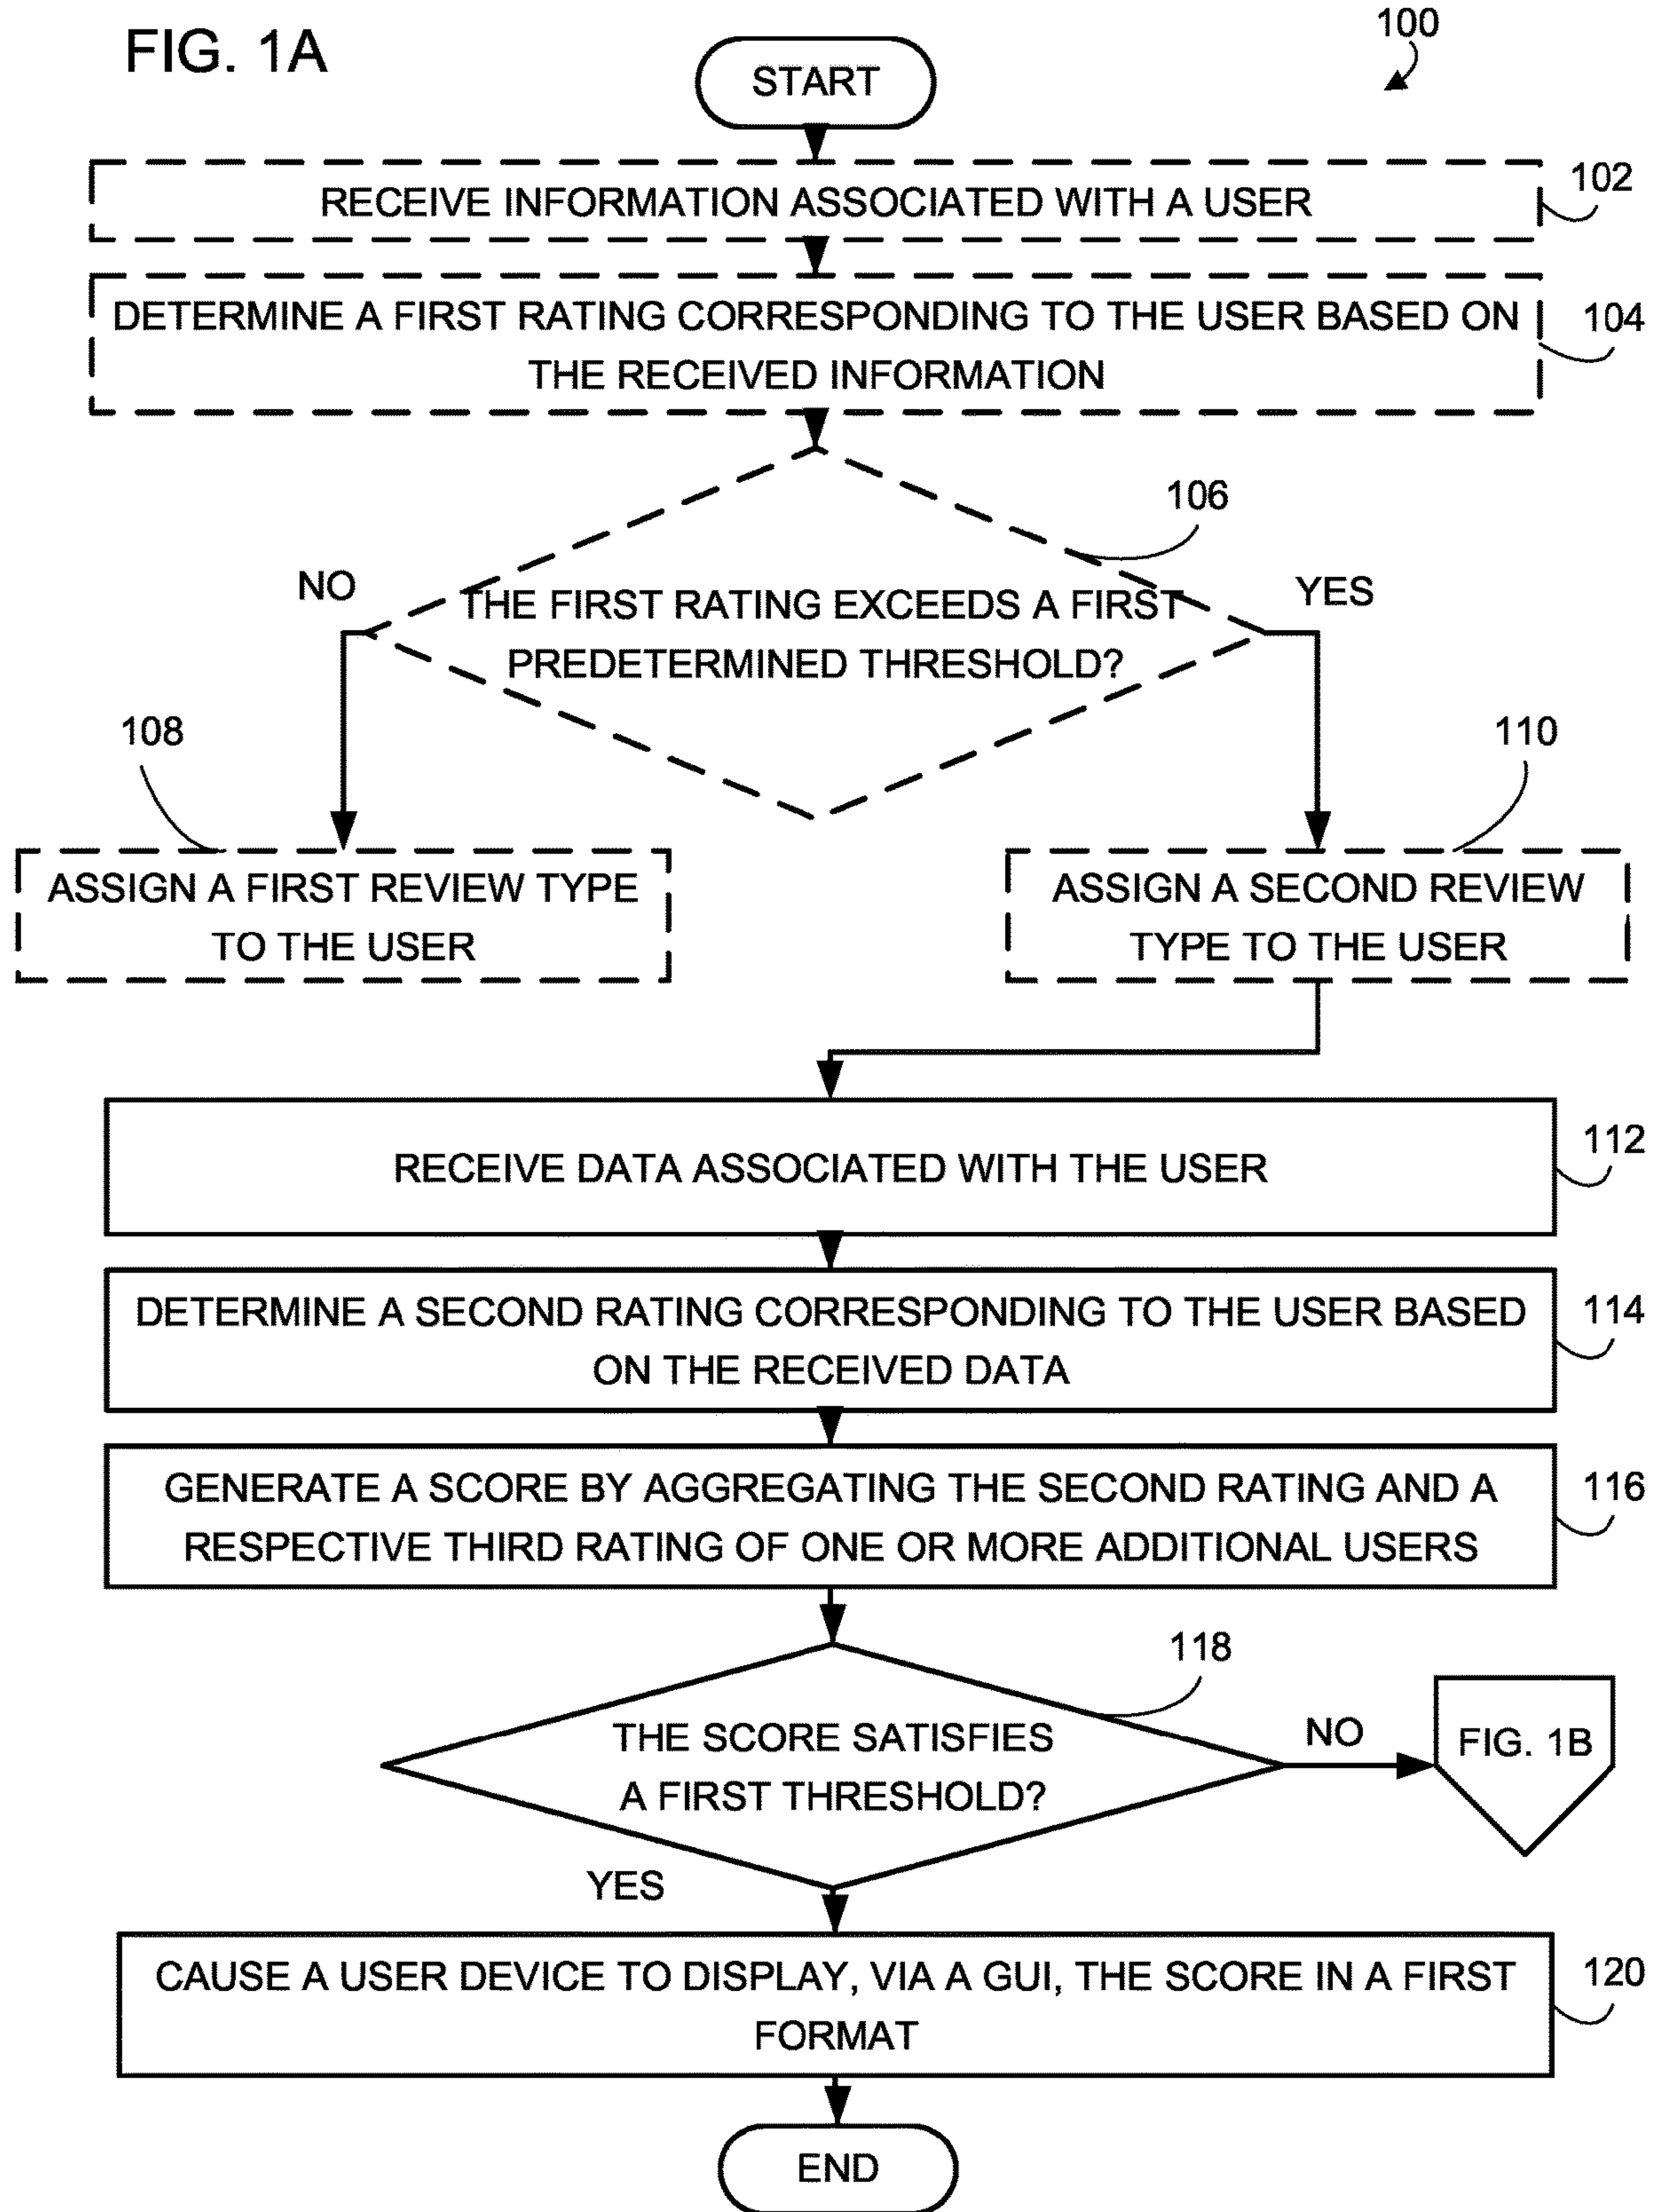 FIG. 1A
100
START
RECEIVE INFORMATION ASSOCIATED WITH A USER
102
DETERMINE A FIRST RATING CORRESPONDING TO THE USER BASED ON
THE RECEIVED INFORMATION
104
106
NO
YES
THE FIRST RATING EXCEEDS A FIRST
PREDETERMINED THRESHOLD?
108
110
ASSIGN A FIRST REVIEW TYPE
TO THE USER
ASSIGN A SECOND REVIEW
TYPE TO THE USER
RECEIVE DATA ASSOCIATED WITH THE USER
112
DETERMINE A SECOND RATING CORRESPONDING TO THE USER BASED
ON THE RECEIVED DATA
114
GENERATE A SCORE BY AGGREGATING THE SECOND RATING AND A
RESPECTIVE THIRD RATING OF ONE OR MORE ADDITIONAL USERS
116
118
THE SCORE SATISFIES
A FIRST THRESHOLD?
NO
FIG. 1B
YES
CAUSE A USER DEVICE TO DISPLAY, VIA A GUI, THE SCORE IN A FIRST
FORMAT
120
END